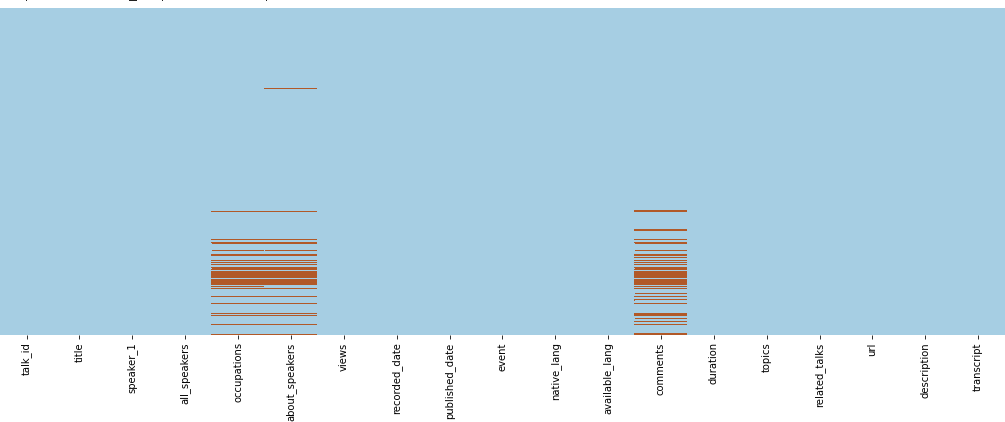 talk_id
title
speaker_1
all_speakers
occupations
about_speakers
views
recorded_date
published_date
event
native_lang
available_lang
comments
duration
topics
related_talks
url
description
transcript